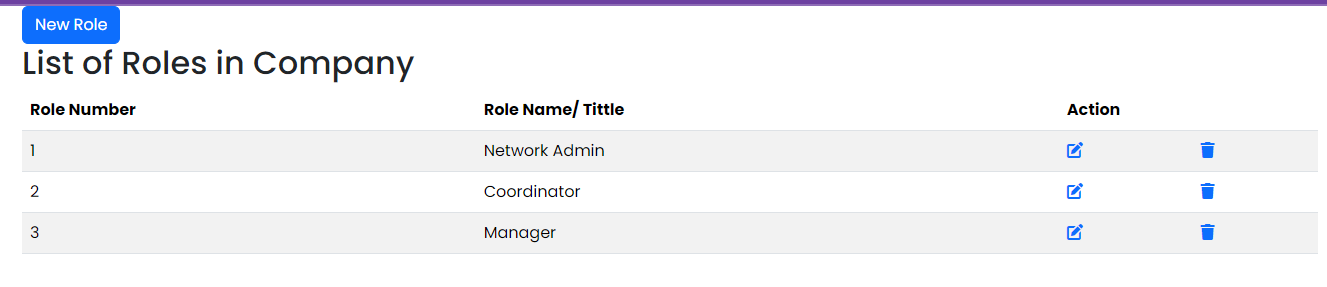 New Role
List of Roles in Company
Role Number Role Name/ Tittle Action
1 Network Admin
2 Coordinator
3 Manager